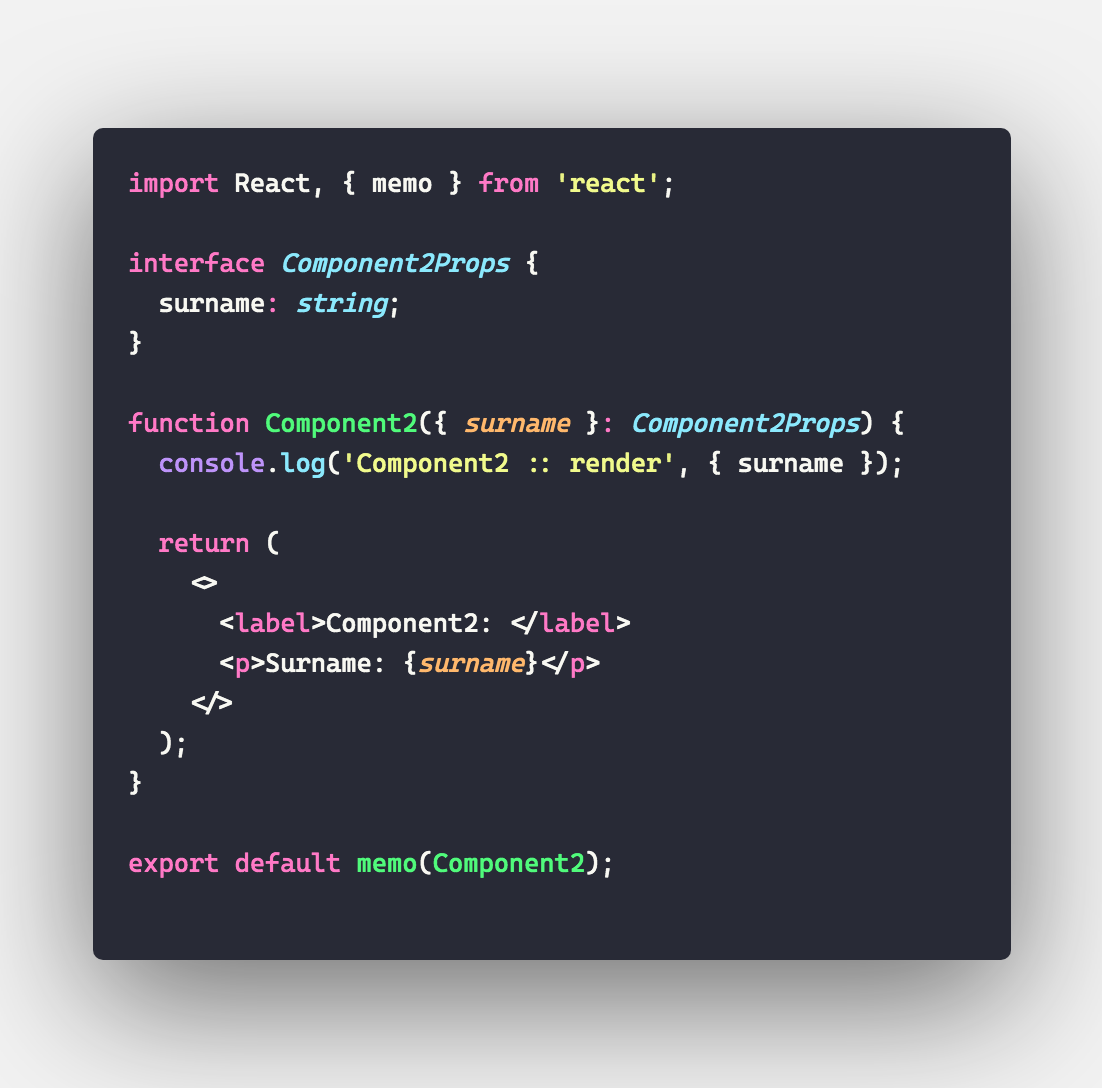 import React, { memo } from 'react';

interface Component2Props {
  surname: string;
}

function Component2({ surname }: Component2Props) {
  console.log('Component2 :: render', { surname });

  return (
    <>
      <label>Component2: </label>
      <p>Surname: {surname}</p>
    </>
  );
}

export default memo(Component2);